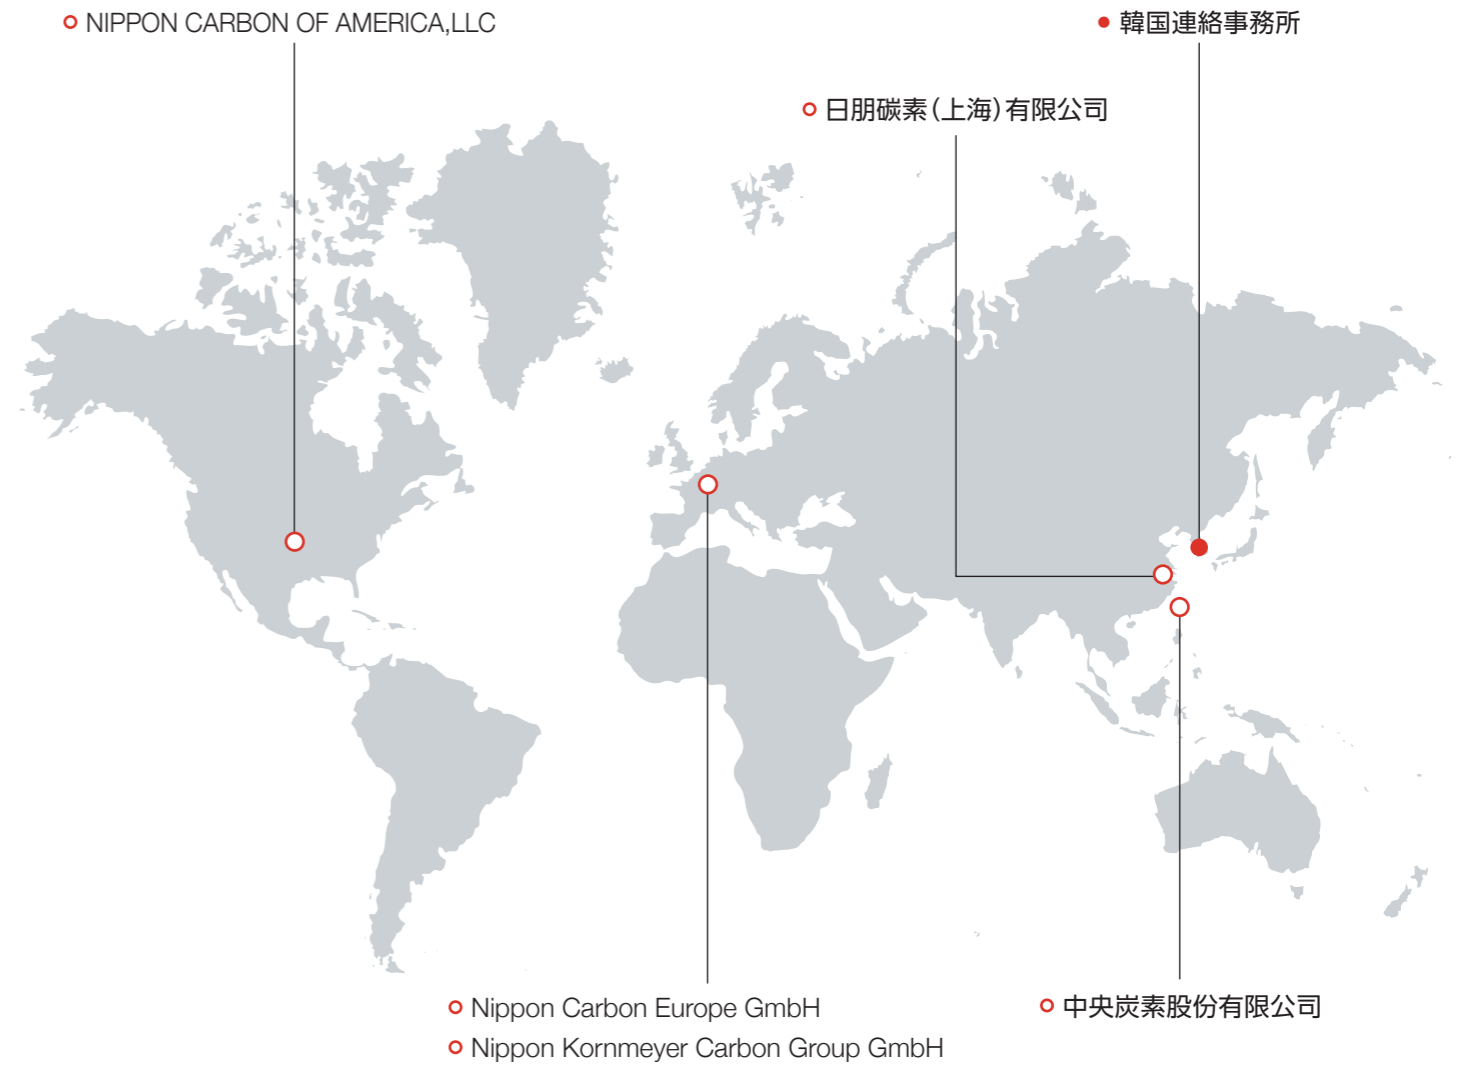 NIPPON CARBON OF AMERICA,LLC
韓国連絡事務所
日朋碳素(上海)有限公司
Nippon Carbon Europe GmbH
Nippon Kornmeyer Carbon Group GmbH
中央炭素股份有限公司